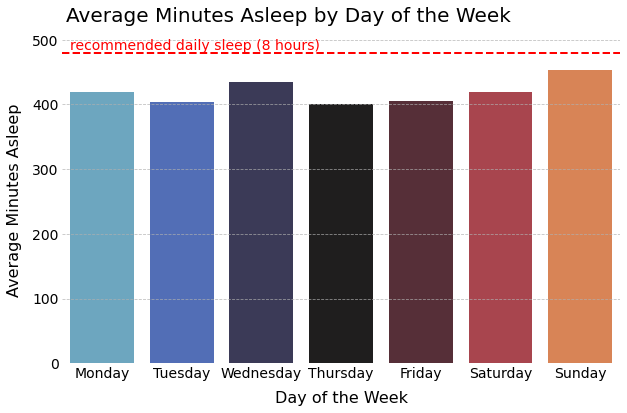 Average Minutes Asleep by Day of the Week
500
recommended daily sleep (8 hours)
400
300
200
100
0
Average Minutes Asleep
Monday Tuesday Wednesday Thursday Friday Saturday Sunday
Day of the Week